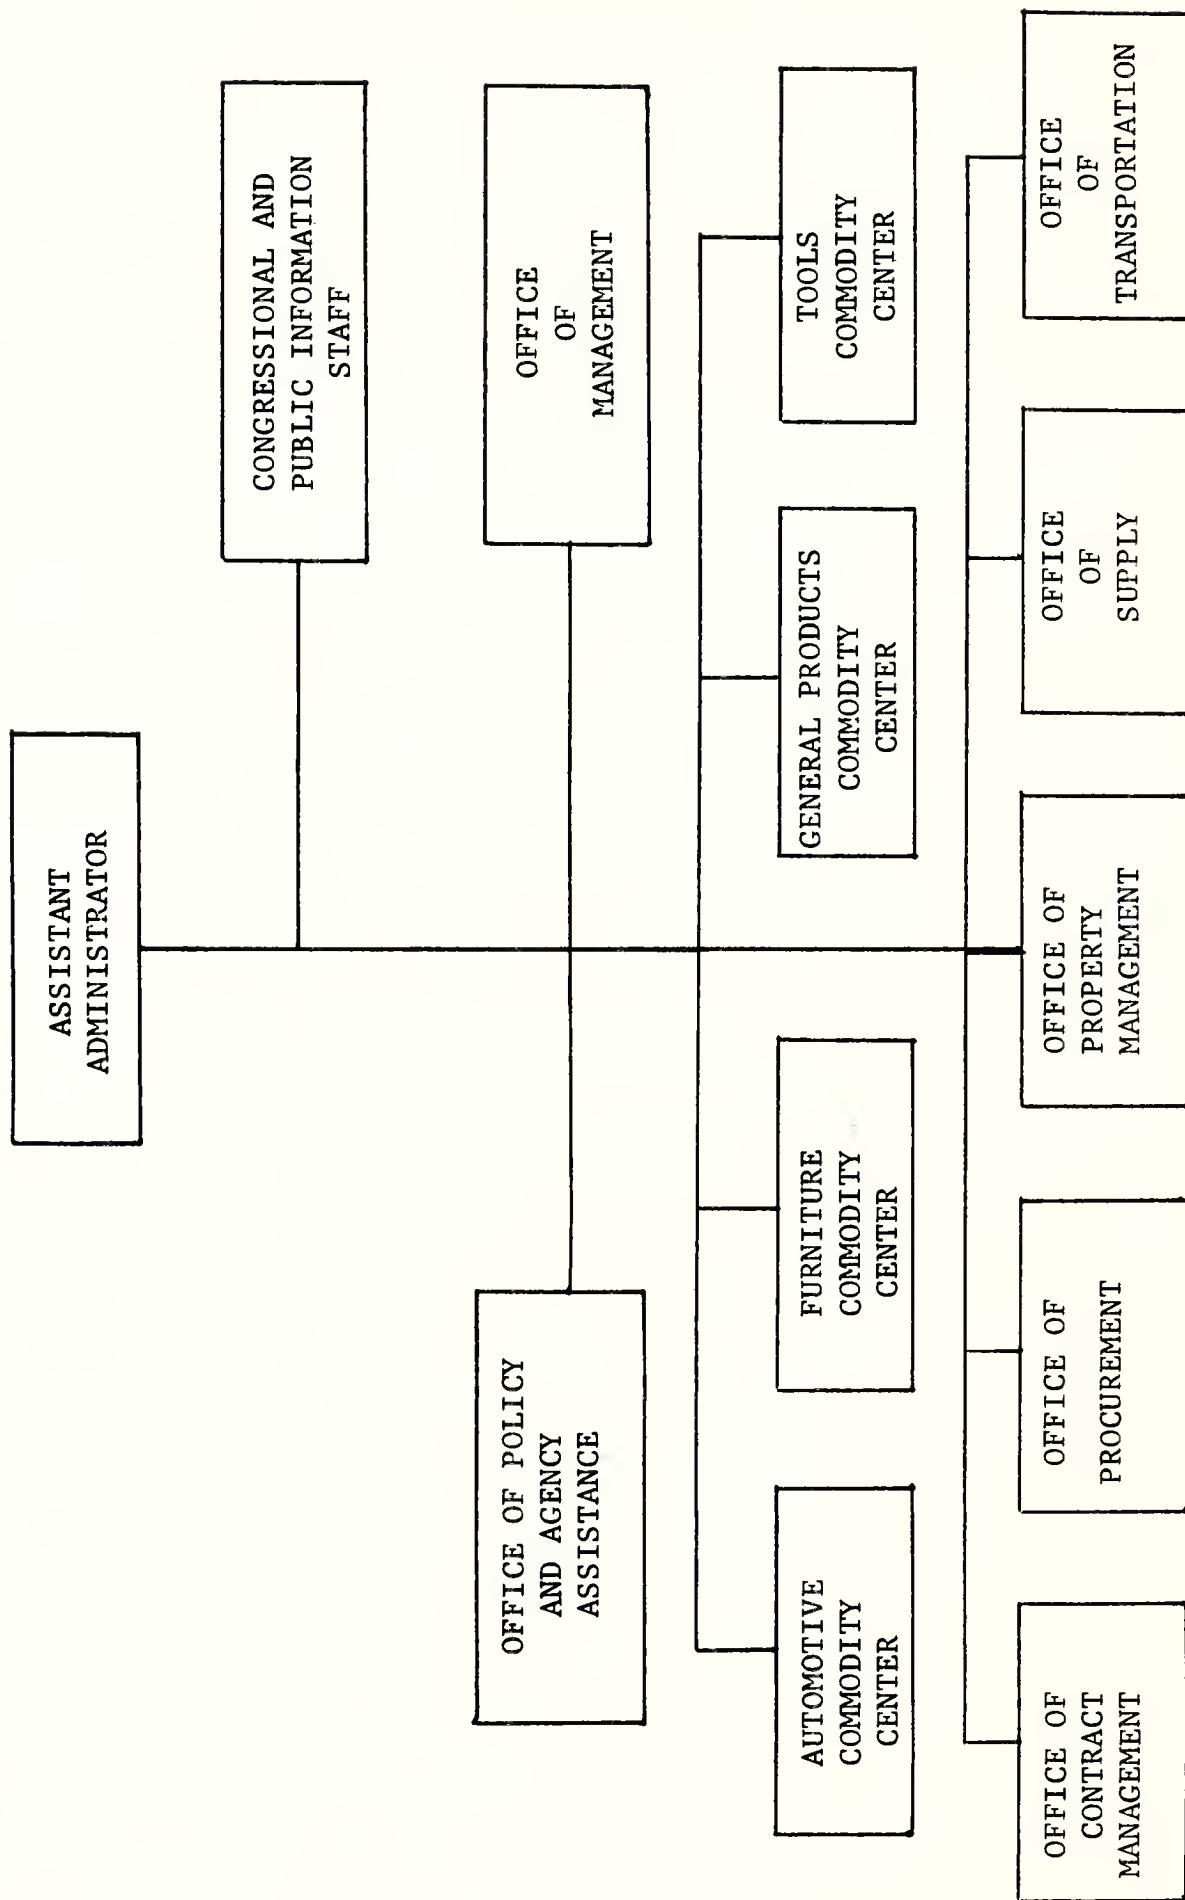 ASSISTANT
ADMINISTRATOR
CONGRESSIONAL AND
PUBLIC INFORMATION
STAFF
OFFICE OF POLICY
AND AGENCY
ASSISTANCE
OFFICE
OF
MANAGEMENT
AUTOMOTIVE
COMMODITY
CENTER
FURNITURE
COMMODITY
CENTER
GENERAL PRODUCTS
COMMODITY
CENTER
TOOLS
COMMODITY
CENTER
OFFICE OF
CONTRACT
MANAGEMENT
OFFICE OF
PROCUREMENT
OFFICE OF
PROPERTY
MANAGEMENT
OFFICE
OF
SUPPLY
OFFICE
OF
TRANSPORTATION